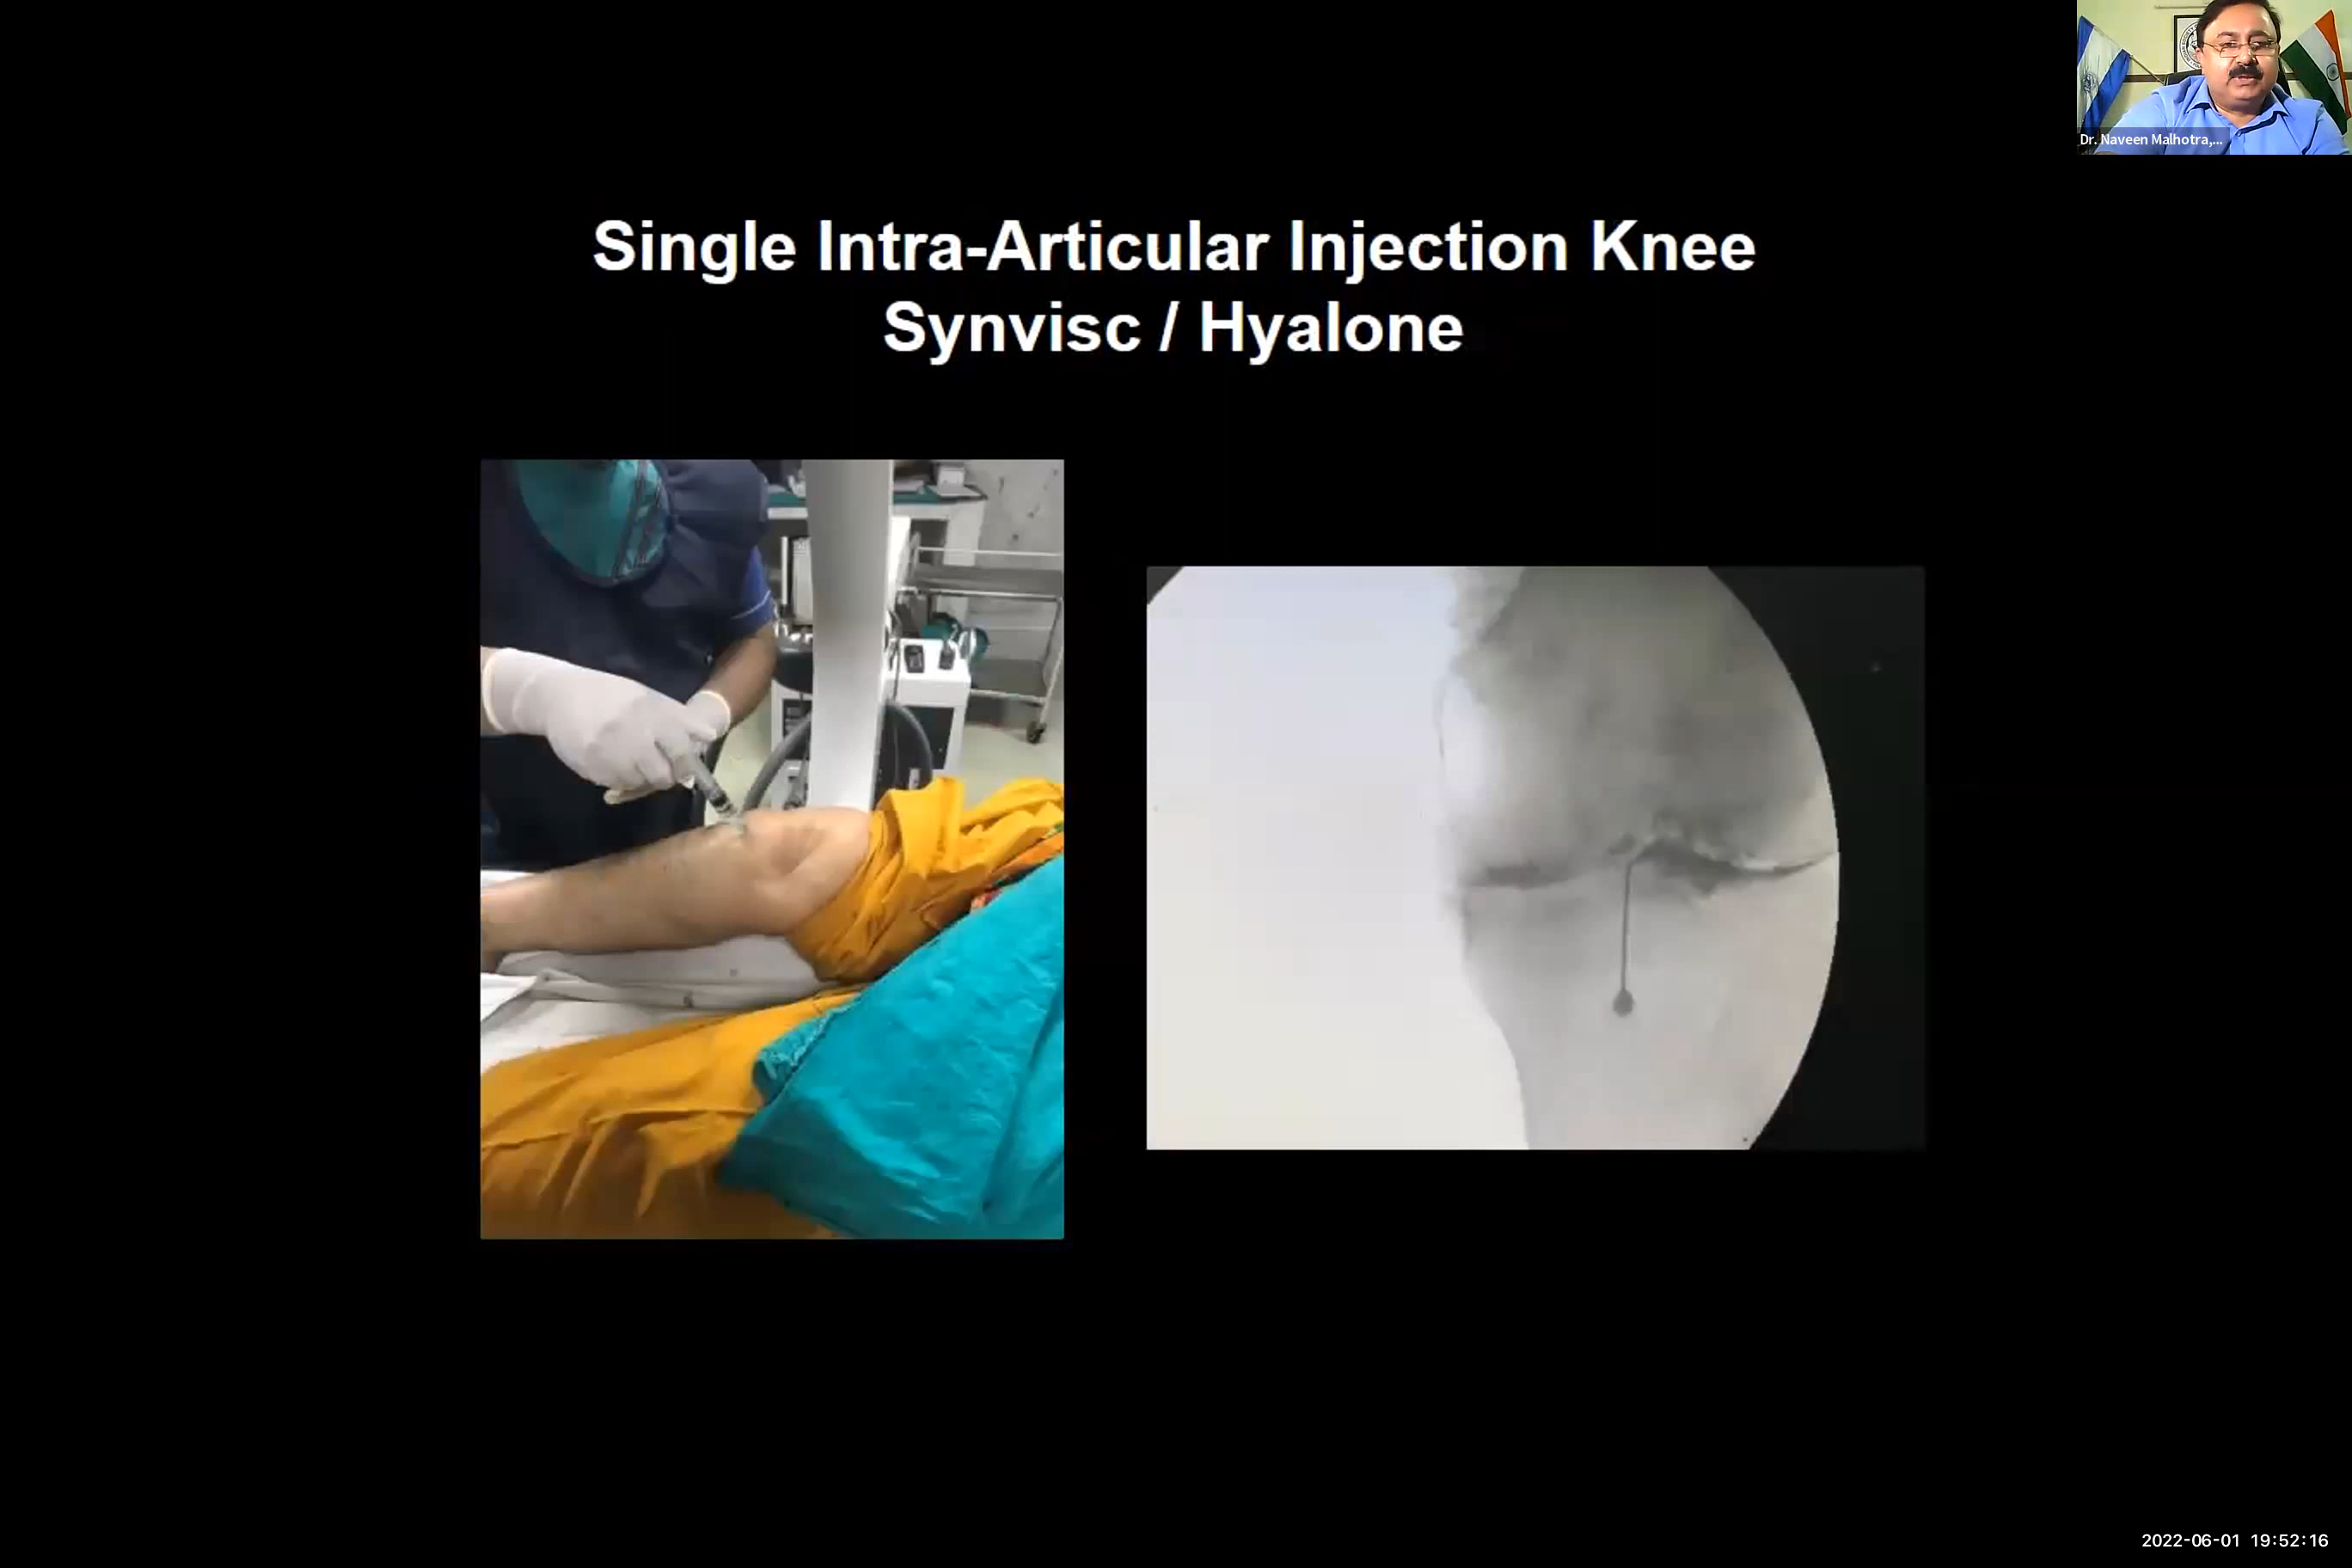 Dr. Naveen Malhotra,...
Single Intra-Articular Injection Knee
Synvisc / Hyalone
2022-06-01 19:52:16